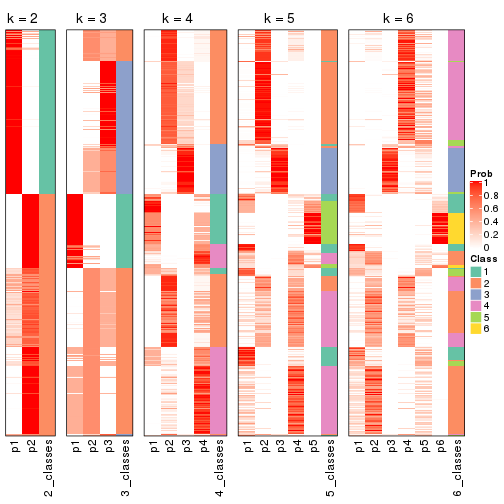 k = 2
k = 3
k = 4
k = 5
k = 6
Prob
1
0.8
0.6
0.4
0.2
0
Class
1
2
3
4
5
6
p1
p2
2_classes
p1
p2
p3
3_classes
p1
p2
p3
p4
4_classes
p1
p2
p3
p4
p5
5_classes
p1
p2
p3
p4
p5
p6
6_classes